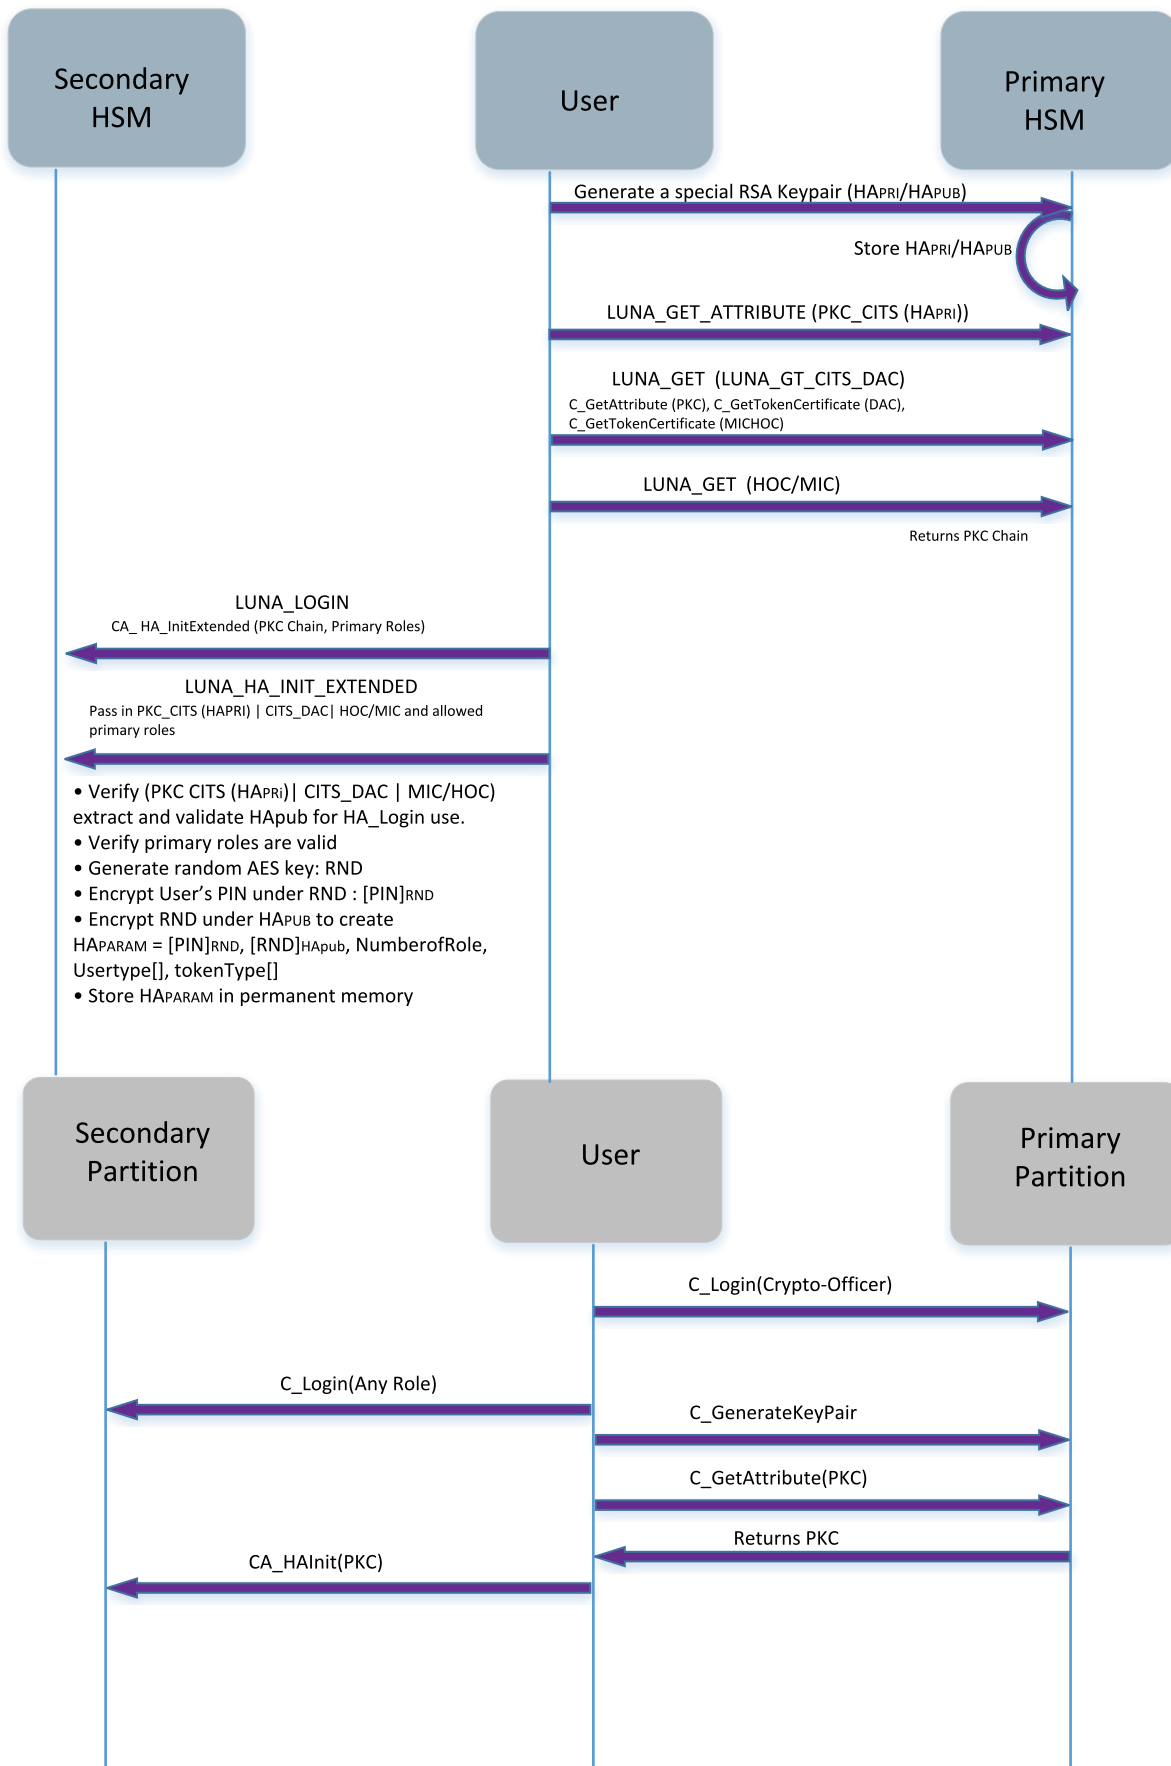 Secondary
HSM
User
Primary
HSM
Generate a special RSA Keypair (HAPRI/HAPUB)
Store HAPRI/HAPUB
LUNA_GET_ATTRIBUTE (PKC_CITS (HAPRI))
LUNA_GET  (LUNA_GT_CITS_DAC)
C_GetAttribute (PKC), C_GetTokenCertificate (DAC),
C_GetTokenCertificate (MICHOC)
LUNA_GET  (HOC/MIC)
Returns PKC Chain
LUNA_LOGIN
CA_ HA_InitExtended (PKC Chain, Primary Roles)
LUNA_HA_INIT_EXTENDED
Pass in PKC_CITS (HAPRI) | CITS_DAC| HOC/MIC and allowed
primary roles
• Verify (PKC CITS (HAPRi)| CITS_DAC | MIC/HOC)
extract and validate HApub for HA_Login use.
• Verify primary roles are valid
• Generate random AES key: RND
• Encrypt User’s PIN under RND : [PIN]RND
• Encrypt RND under HAPUB to create
HAPARAM = [PIN]RND, [RND]HApub, NumberofRole,
Usertype[], tokenType[]
• Store HAPARAM in permanent memory
Secondary
Partition
User
Primary
Partition
C_Login(Crypto-Officer)
C_Login(Any Role)
C_GenerateKeyPair
C_GetAttribute(PKC)
Returns PKC
CA_HAInit(PKC)